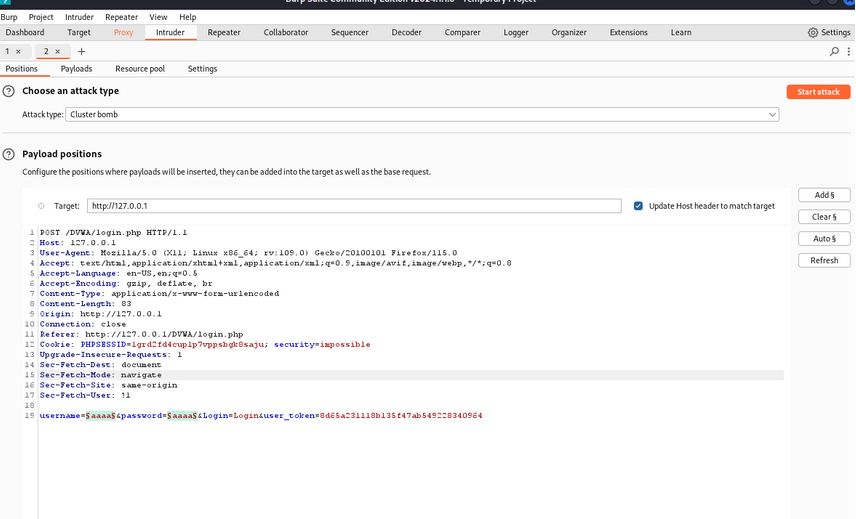 Burp Suite Community Edition Temporary Project
Burp Project Intruder Repeater View Help
Dashboard Target Proxy Intruder Repeater Collaborator Sequencer Decoder Comparer Logger Organizer Extensions Learn Settings
1 × 2 × +
Positions Payloads Resource pool Settings
? Choose an attack type
Start attack
Attack type: Cluster bomb
? Payload positions
Configure the positions where payloads will be inserted, they can be added into the target as well as the base request.
Target: http://127.0.0.1 Update Host header to match target
Add §
Clear §
Auto §
Refresh
1 POST /DVWA/login.php HTTP/1.1
2 Host: 127.0.0.1
3 User-Agent: Mozilla/5.0 (X11; Linux x86_64; rv:109.0) Gecko/20100101 Firefox/115.0
4 Accept: text/html,application/xhtml+xml,application/xml;q=0.9,image/avif,image/webp,*/*;q=0.8
5 Accept-Language: en-US,en;q=0.5
6 Accept-Encoding: gzip, deflate, br
7 Content-Type: application/x-www-form-urlencoded
8 Content-Length: 83
9 Origin: http://127.0.0.1
10 Connection: close
11 Referer: http://127.0.0.1/DVWA/login.php
12 Cookie: PHPSESSID=lgrd2fd4cuplp7vppsbgk8saju; security=impossible
13 Upgrade-Insecure-Requests: 1
14 Sec-Fetch-Dest: document
15 Sec-Fetch-Mode: navigate
16 Sec-Fetch-Site: same-origin
17 Sec-Fetch-User: ?1
18
19 username=§aaaa§&password=§aaaa§&Login=Login&user_token=8d65a231118b135f47ab549228340964